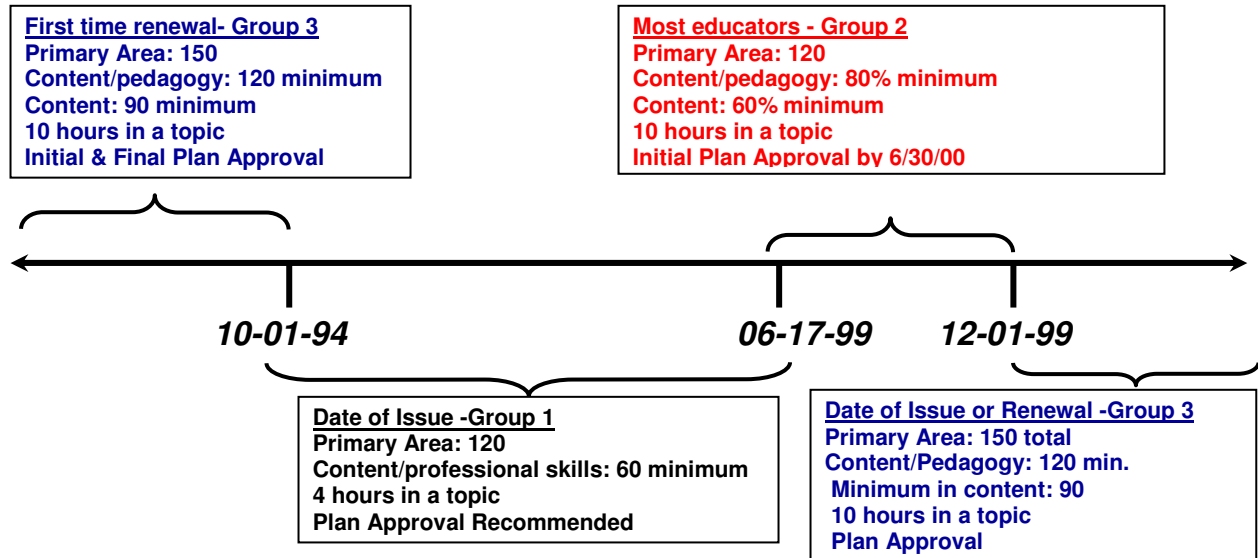 First time renewal- Group 3
Primary Area: 150
Content/pedagogy: 120 minimum
Content: 90 minimum
10 hours in a topic
Initial & Final Plan Approval
Most educators - Group 2
Primary Area: 120
Content/pedagogy: 80% minimum
Content: 60% minimum
10 hours in a topic
Initial Plan Approval by 6/30/00
10-01-94
06-17-99
12-01-99
Date of Issue -Group 1
Primary Area: 120
Content/professional skills: 60 minimum
4 hours in a topic
Plan Approval Recommended
Date of Issue or Renewal -Group 3
Primary Area: 150 total
Content/Pedagogy: 120 min.
Minimum in content: 90
10 hours in a topic
Plan Approval